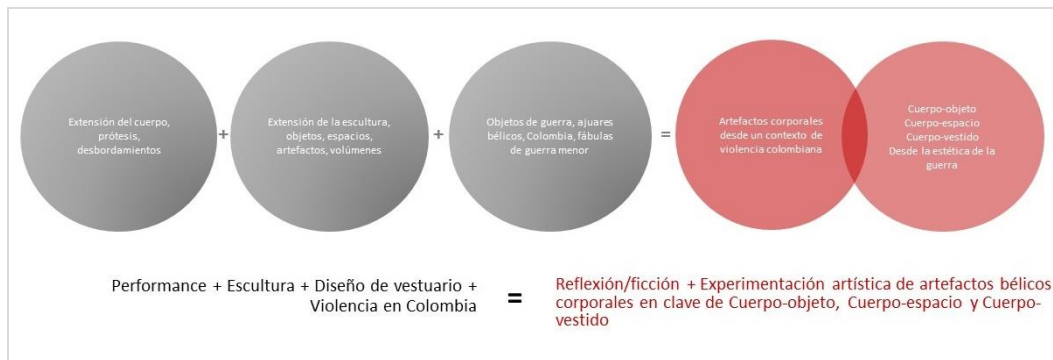 Extensión del cuerpo,
prótesis,
desbordamientos
+
Extensión de la escultura,
objetos, espacios,
artefactos, volúmenes
+
Objetos de guerra, ajuares
bélicos, Colombia, fábulas
de guerra menor
=
Artefactos corporales
desde un contexto de
violencia colombiana
Cuerpo-objeto
Cuerpo-espacio
Cuerpo-vestido
Desde la estética de la
guerra
Performance + Escultura + Diseño de vestuario +
Violencia en Colombia
=
Reflexión/ficción + Experimentación artística de artefactos bélicos
corporales en clave de Cuerpo-objeto, Cuerpo-espacio y Cuerpo-
vestido